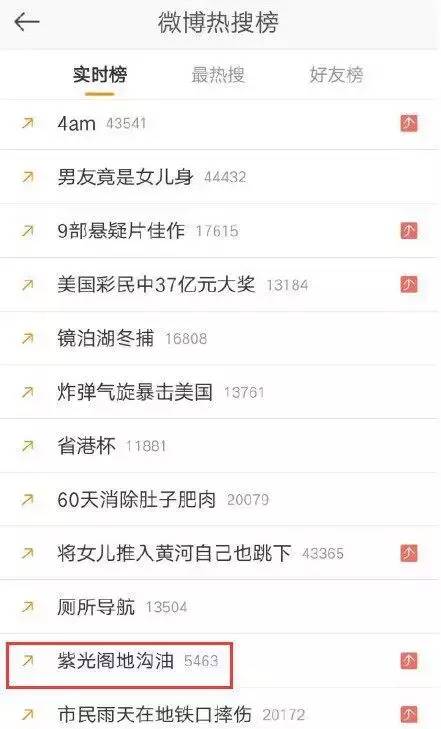 微博热搜榜
实时榜 最热搜 好友榜
4am 43541
男友竟是女儿身 44432
9部悬疑片佳作 17615
美国彩民中37亿元大奖 13184
镜泊湖冬捕 16808
炸弹气旋暴击美国 13761
省港杯 11881
60天消除肚子肥肉 20079
将女儿推入黄河自己也跳下 43365
厕所导航 13504
紫光阁地沟油 5463
市民雨天在地铁口摔伤 20172